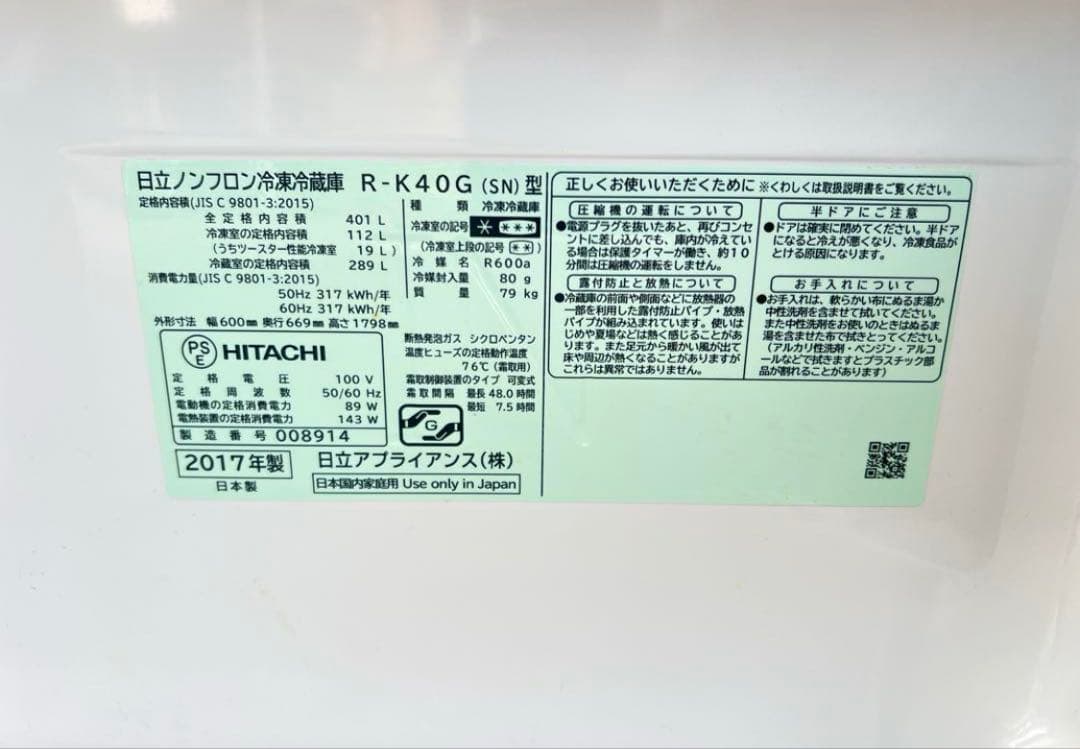 日立ノンフロン冷凍冷蔵庫 R-K40G (SN) 型
定格内容積(JIS C 9801-3:2015)
全定格内容積 401 L
冷凍室の定格内容積 112 L
(うちツースター性能冷凍室 19 L)
冷蔵室の定格内容積 289 L
消費電力量(JIS C 9801-3:2015)
50Hz 317 kWh/年
60Hz 317 kWh/年
外形寸法 幅600mm 奥行669mm 高さ1798mm
種類 冷凍冷蔵庫
冷凍室の記号 * ***
(冷凍室上段の記号 **)
冷媒名 R600a
冷媒封入量 80 g
質量 79 kg
PS
E
HITACHI
定格電圧 100 V
定格周波数 50/60 Hz
電動機の定格消費電力 89 W
電熱装置の定格消費電力 143 W
製造番号 008914
断熱発泡ガス シクロペンタン
温度ヒューズの定格動作温度
76℃(霜取用)
霜取制御装置のタイプ 可変式
霜取間隔 最長 48.0 時間
最短 7.5 時間
G
2017年製
日本製
日立アプライアンス(株)
日本国内家庭用 Use only in Japan
正しくお使いいただくために ※くわしくは取扱説明書をご覧ください。
圧縮機の運転について
●電源プラグを抜いたあと、再びコンセ
ントに差し込んでも、庫内が冷えてい
る場合は保護タイマーが働き、約10
分間は圧縮機の運転をしません。
露付防止と放熱について
●冷蔵庫の前面や側面などに放熱器の
一部を利用した露付防止パイプ・放熱
パイプが組み込まれています。使いは
じめや夏場などは熱く感じることがあ
ります。また足元から暖かい風が出て
床や周辺が熱くなることがありますが
これらは異常ではありません。
半ドアにご注意
●ドアは確実に閉めてください。半ドア
になると冷えが悪くなり、冷凍食品が
とける原因になります。
お手入れについて
●お手入れは、軟らかい布にぬるま湯か
中性洗剤を含ませて拭いてください。
また中性洗剤をお使いのときはぬるま
湯を含ませた布で拭きとってください。
(アルカリ性洗剤・ベンジン・アルコ
ールなどで拭きますとプラスチック部
品が割れることがあります)